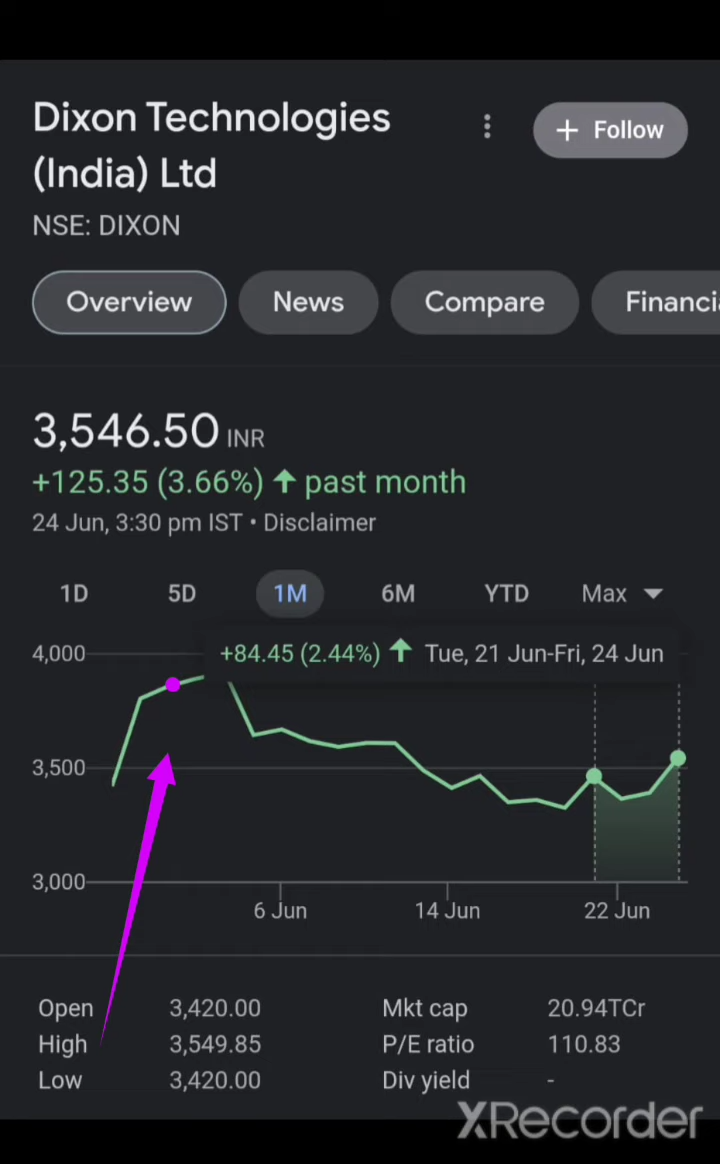 Dixon Technologies
(India) Ltd
+ Follow
NSE: DIXON
Overview News Compare
3,546.50 INR
+125.35 (3.66%) ↑ past month
24 Jun, 3:30 pm IST • Disclaimer
1D 5D 1M 6M YTD Max
+84.45 (2.44%) ↑ Tue, 21 Jun-Fri, 24 Jun
4,000
3,500
3,000
6 Jun 14 Jun 22 Jun
Open 3,420.00 Mkt cap 20.94TCr
High 3,549.85 P/E ratio 110.83
Low 3,420.00 Div yield -
XRecorder